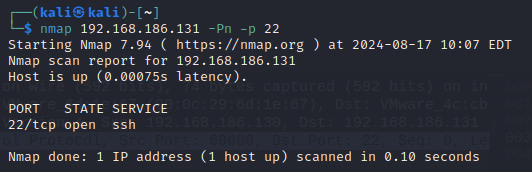 ┌──(kali㉿kali)-[~]
└─$ nmap 192.168.186.131 -Pn -p 22
Starting Nmap 7.94 ( https://nmap.org ) at 2024-08-17 10:07 EDT
Nmap scan report for 192.168.186.131
Host is up (0.00075s latency).
PORT   STATE SERVICE
22/tcp open  ssh
Nmap done: 1 IP address (1 host up) scanned in 0.10 seconds